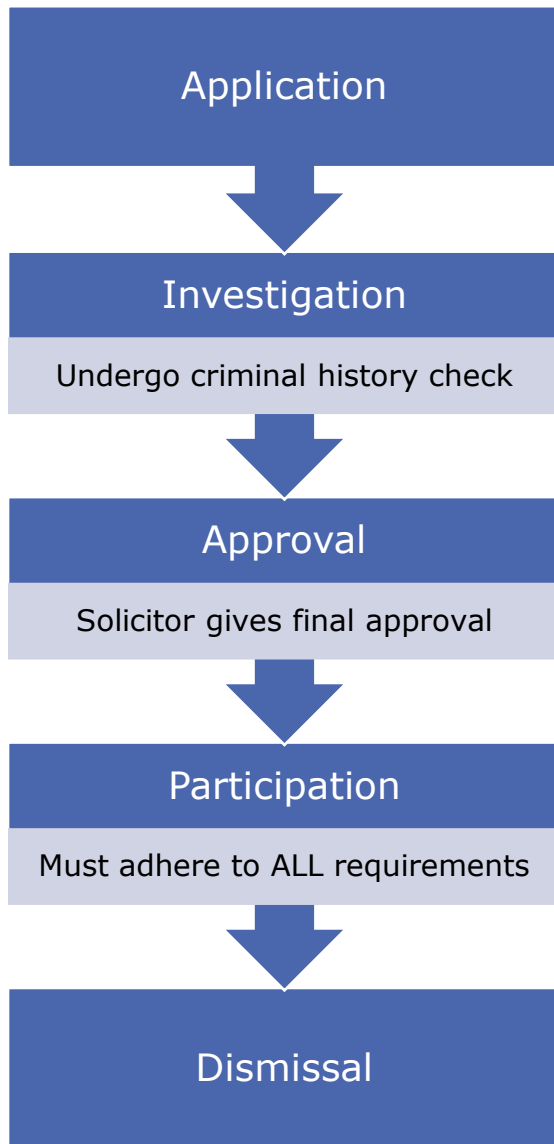 Application
Investigation
Undergo criminal history check
Approval
Solicitor gives final approval
Participation
Must adhere to ALL requirements
Dismissal